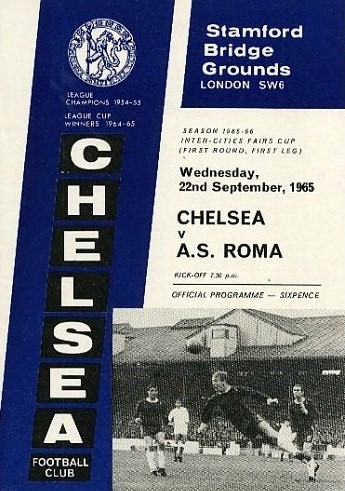 LEAGUE
CHAMPIONS 1954-55
LEAGUE CUP
WINNERS 1964-65
CHELSEA
FOOTBALL
CLUB
Stamford
Bridge
Grounds
LONDON SW6
SEASON 1965-66
INTER-CITIES FAIRS CUP
(FIRST ROUND, FIRST LEG)
Wednesday,
22nd September, 1965
CHELSEA
v
A.S. ROMA
KICK-OFF 7.30 p.m.
OFFICIAL PROGRAMME — SIXPENCE